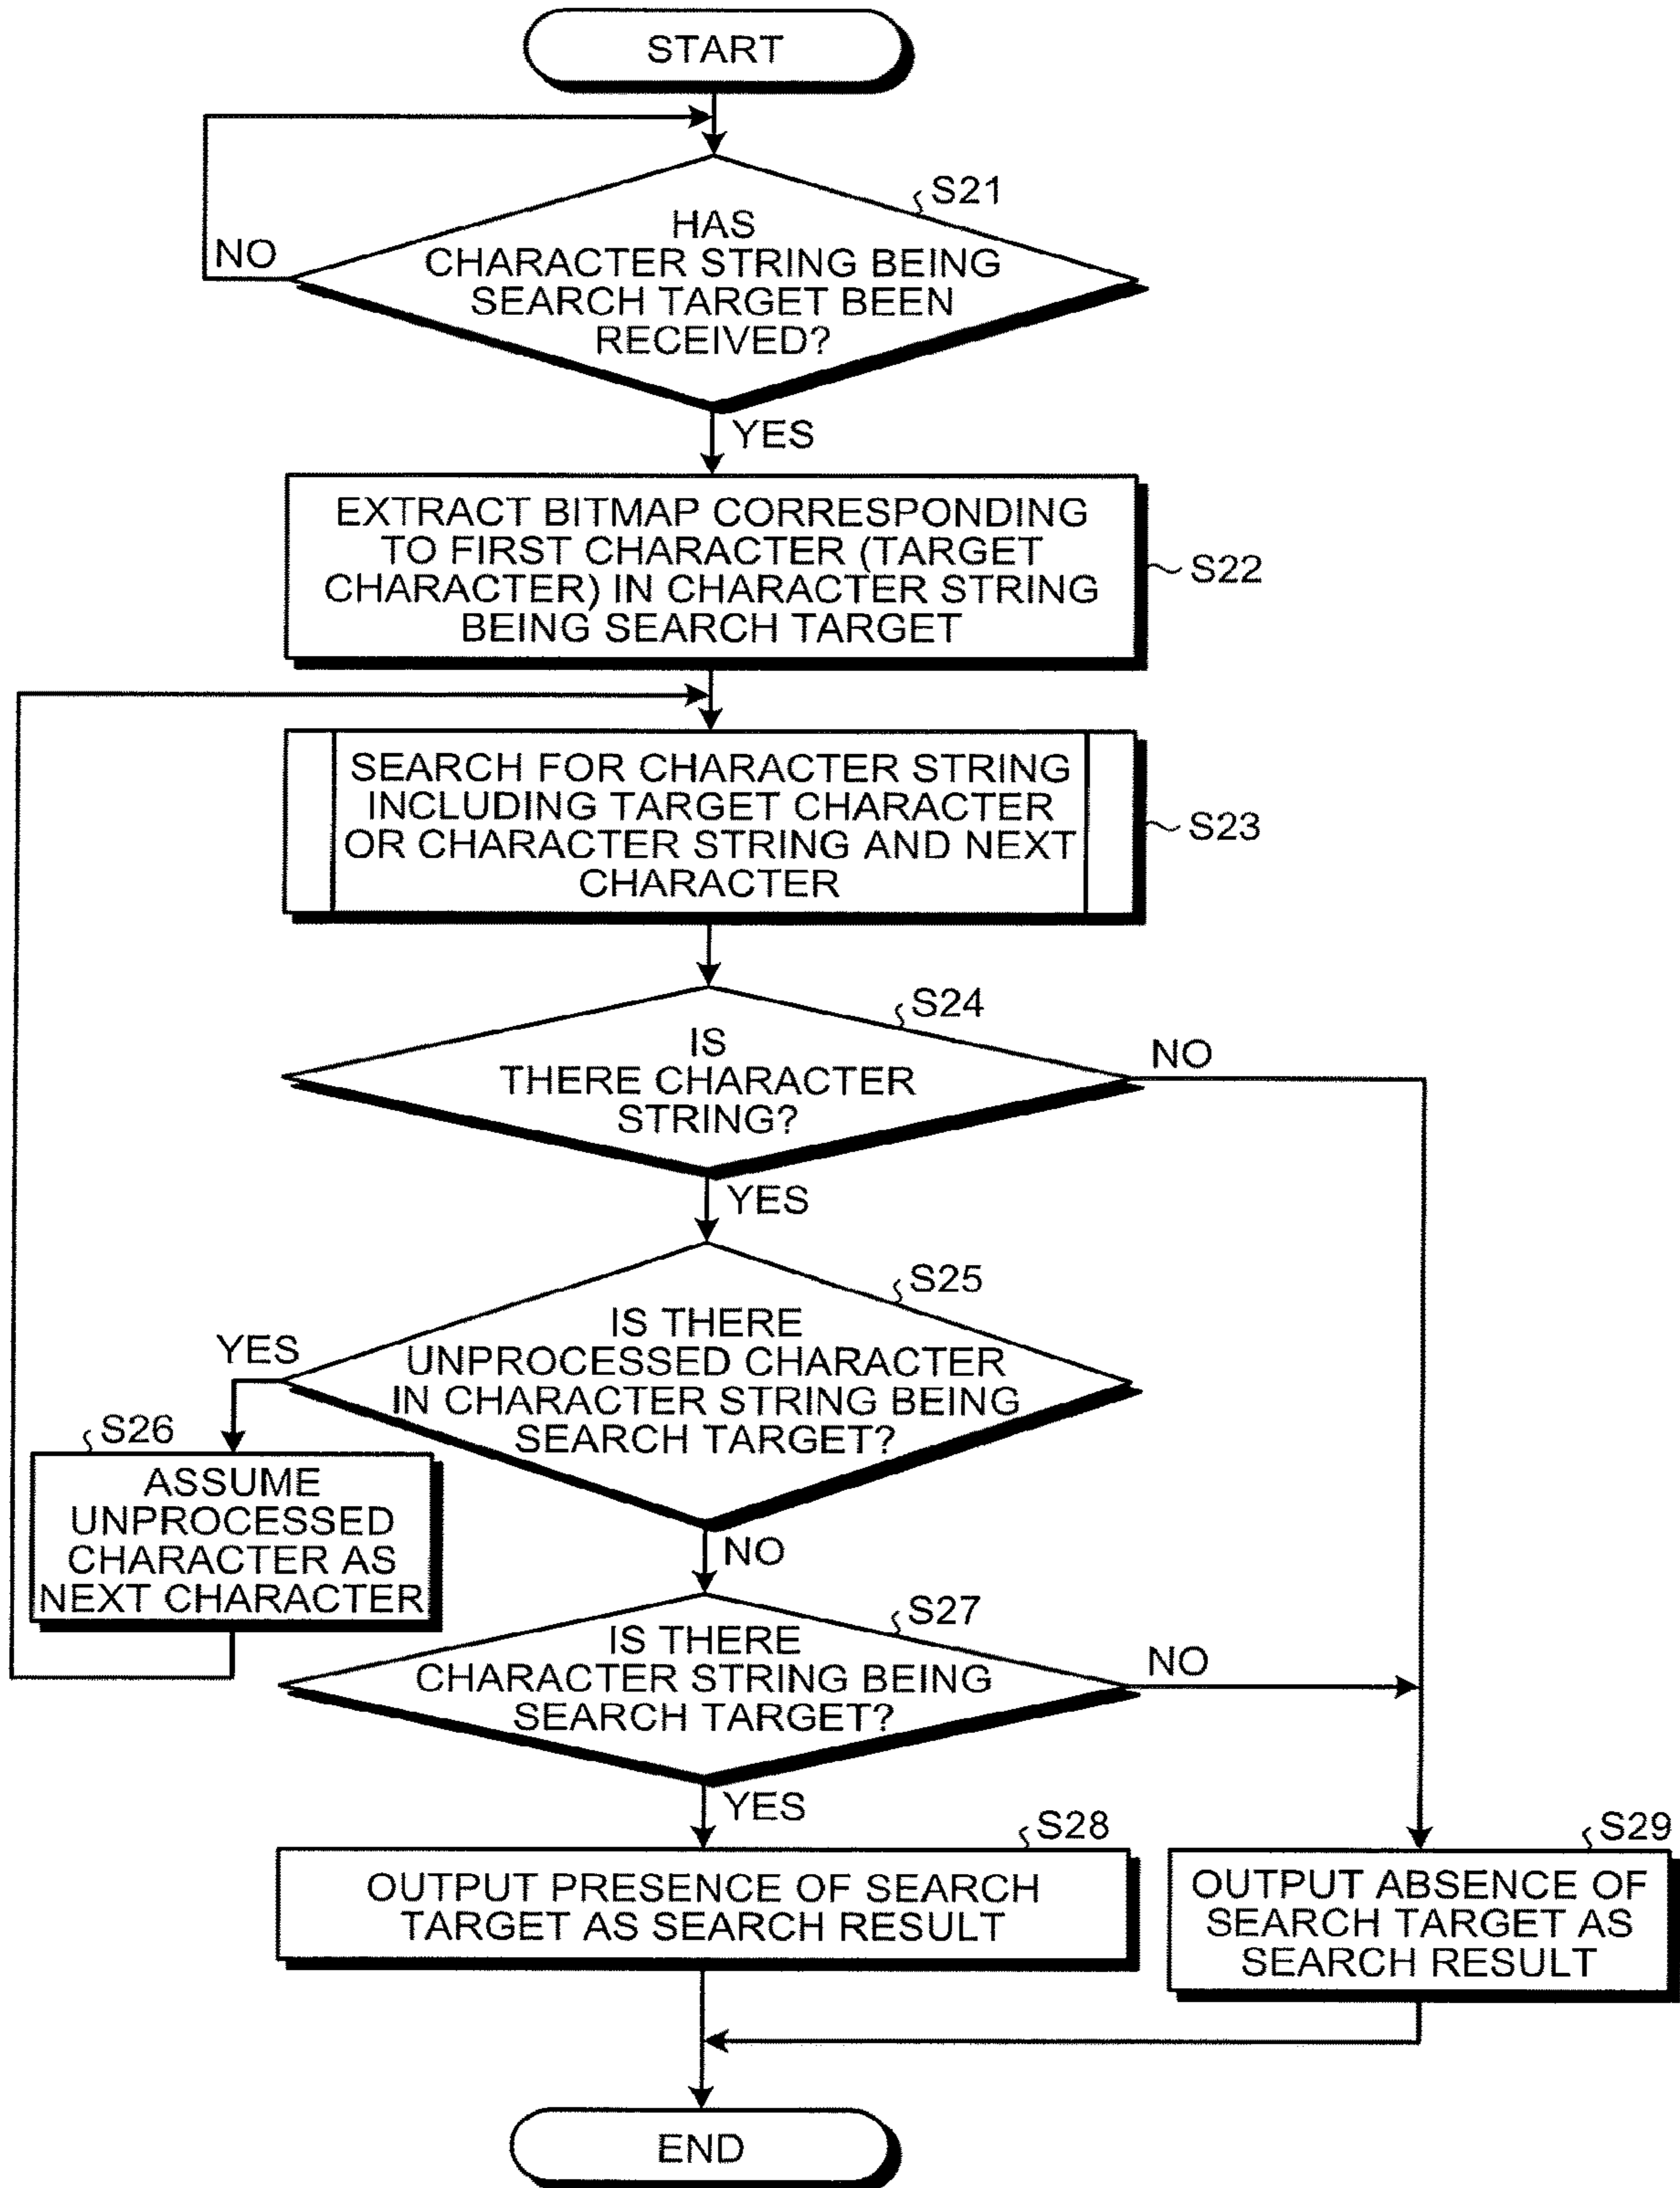 START
S21
HAS
CHARACTER STRING BEING
SEARCH TARGET BEEN
RECEIVED?
NO
YES
EXTRACT BITMAP CORRESPONDING
TO FIRST CHARACTER (TARGET
CHARACTER) IN CHARACTER STRING
BEING SEARCH TARGET
S22
SEARCH FOR CHARACTER STRING
INCLUDING TARGET CHARACTER
OR CHARACTER STRING AND NEXT
CHARACTER
S23
S24
IS
THERE CHARACTER
STRING?
NO
YES
S25
IS THERE
UNPROCESSED CHARACTER
IN CHARACTER STRING BEING
SEARCH TARGET?
YES
S26
ASSUME
UNPROCESSED
CHARACTER AS
NEXT CHARACTER
NO
S27
IS THERE
CHARACTER STRING BEING
SEARCH TARGET?
NO
YES
S28
OUTPUT PRESENCE OF SEARCH
TARGET AS SEARCH RESULT
S29
OUTPUT ABSENCE OF
SEARCH TARGET AS
SEARCH RESULT
END